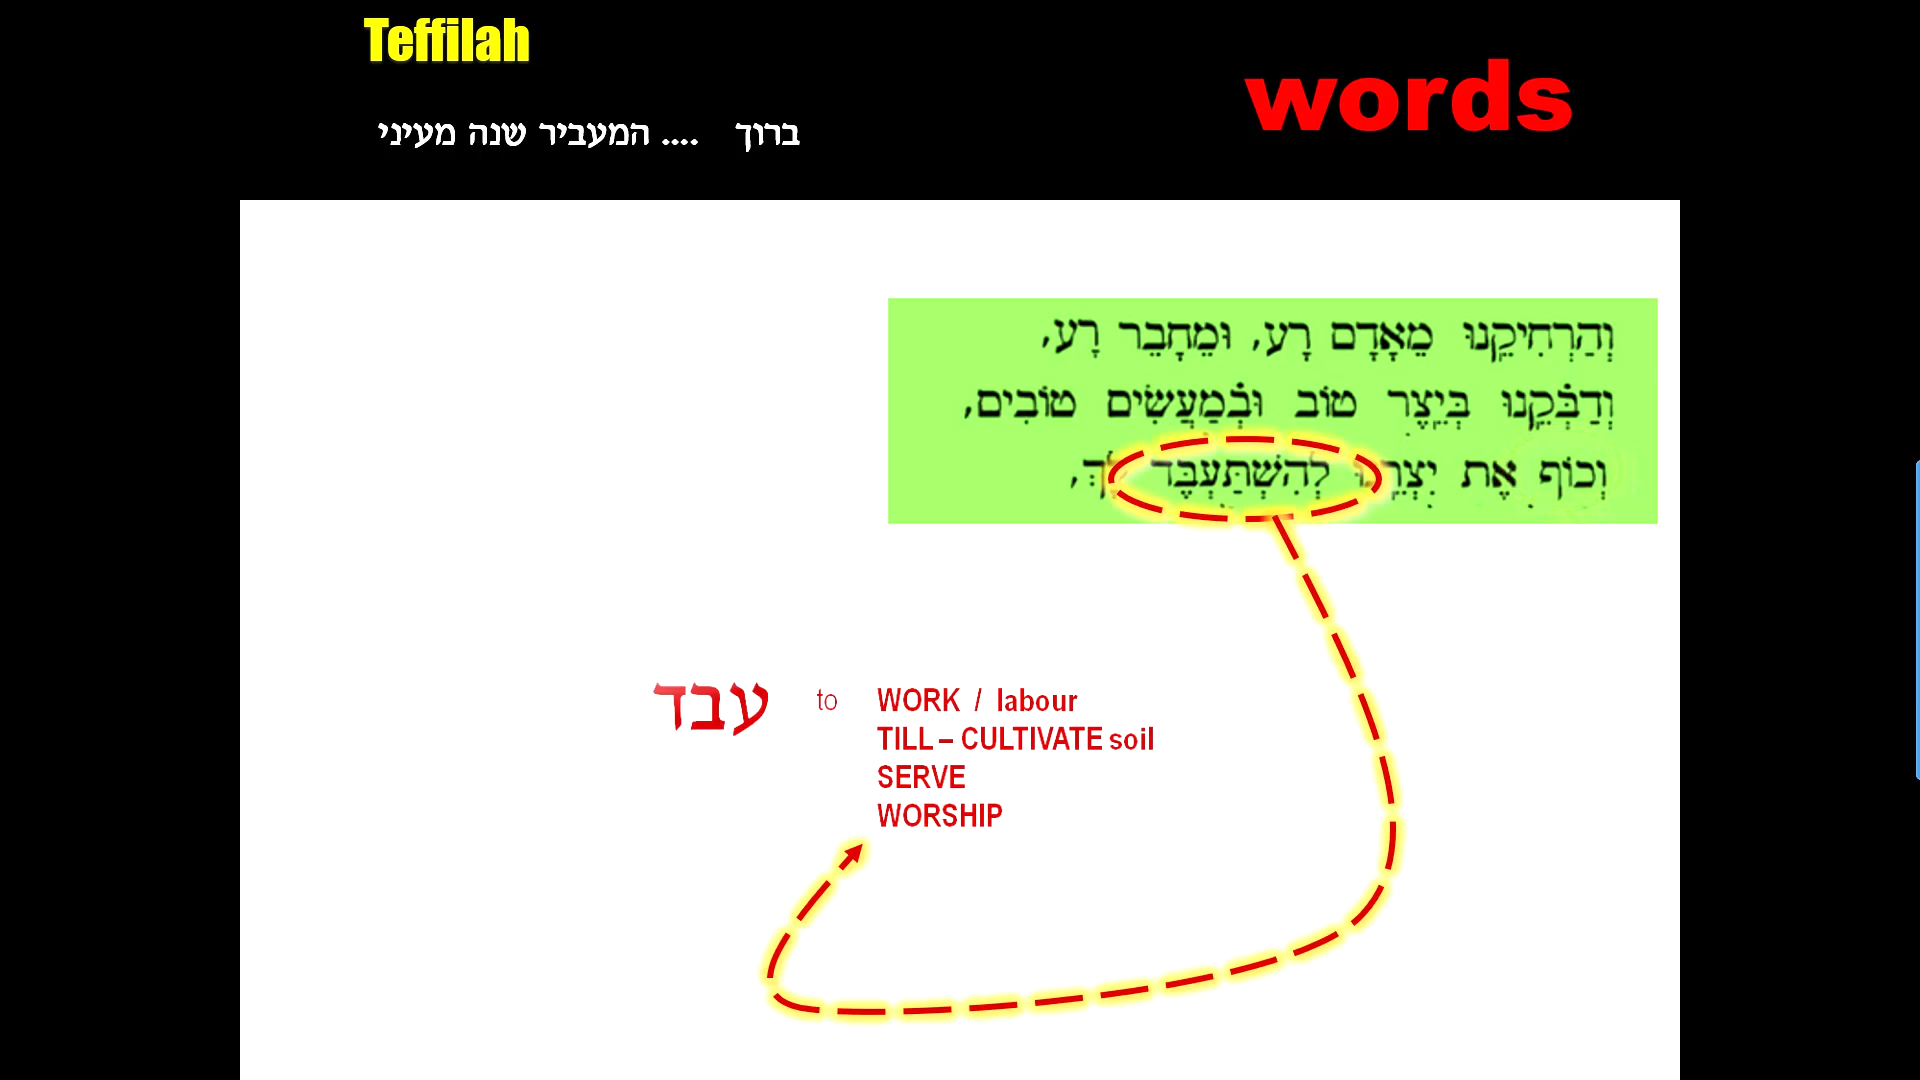 Teffilah
words
ברוך .... המעביר שנה מעיני
וְהַרְחִיקֵנוּ מֵאָדָם רָע, וּמֵחָבֵר רָע,
וְדַבְּקֵנוּ בְּיֵצֶר טוֹב וּבְמַעֲשִׂים טוֹבִים,
וְכוֹף אֶת יִצְרֵנוּ לְהִשְׁתַּעְבֶּד לָךְ,
עבד to WORK / labour
TILL – CULTIVATE soil
SERVE
WORSHIP